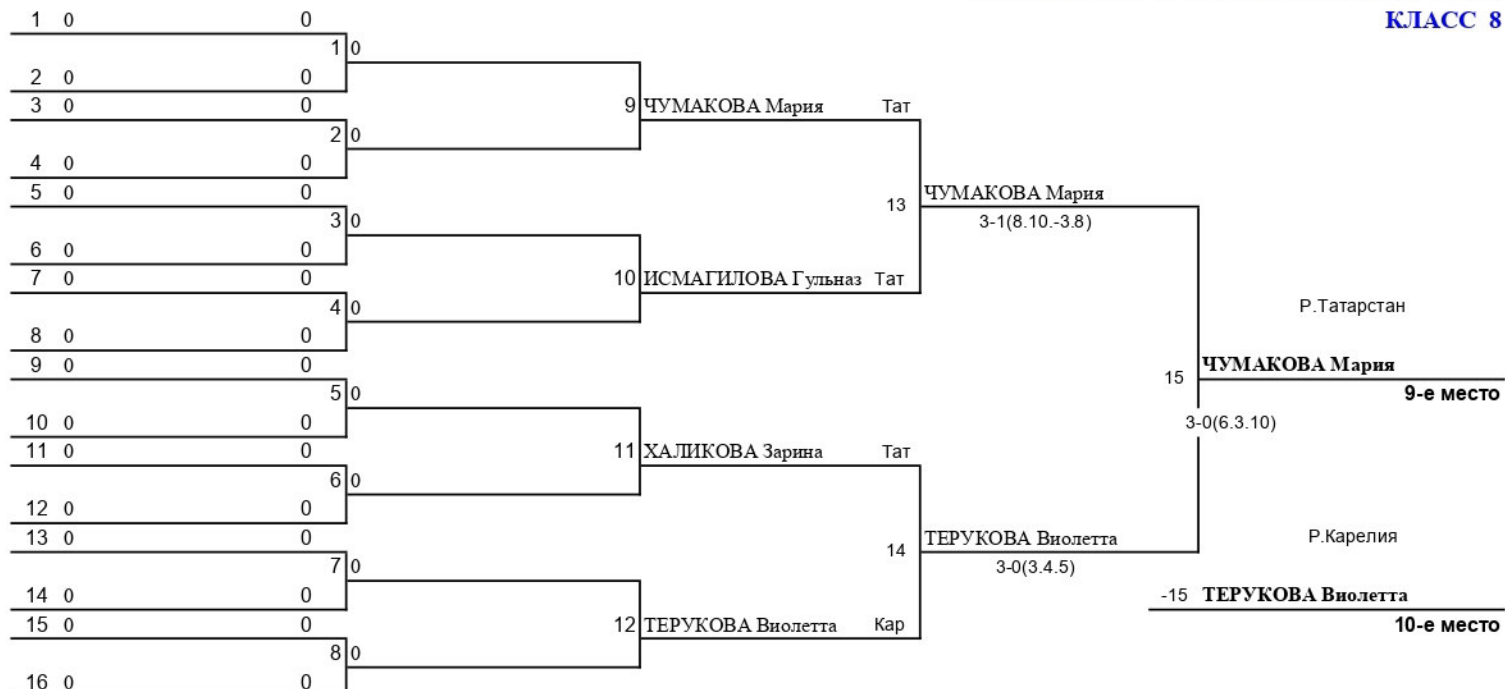 КЛАСС 8
1 0 0
1 0
2 0 0
3 0 0
9 ЧУМАКОВА Мария Тат
2 0
4 0 0
5 0 0
13 ЧУМАКОВА Мария
3-1(8.10.-3.8)
3 0
6 0 0
7 0 0
10 ИСМАГИЛОВА Гульназ Тат
4 0
Р.Татарстан
8 0 0
9 0 0
15 ЧУМАКОВА Мария
9-е место
5 0
3-0(6.3.10)
10 0 0
11 0 0
11 ХАЛИКОВА Зарина Тат
6 0
12 0 0
13 0 0
Р.Карелия
14 ТЕРУКОВА Виолетта
3-0(3.4.5)
7 0
14 0 0
-15 ТЕРУКОВА Виолетта
15 0 0
12 ТЕРУКОВА Виолетта Кар
10-е место
8 0
16 0 0